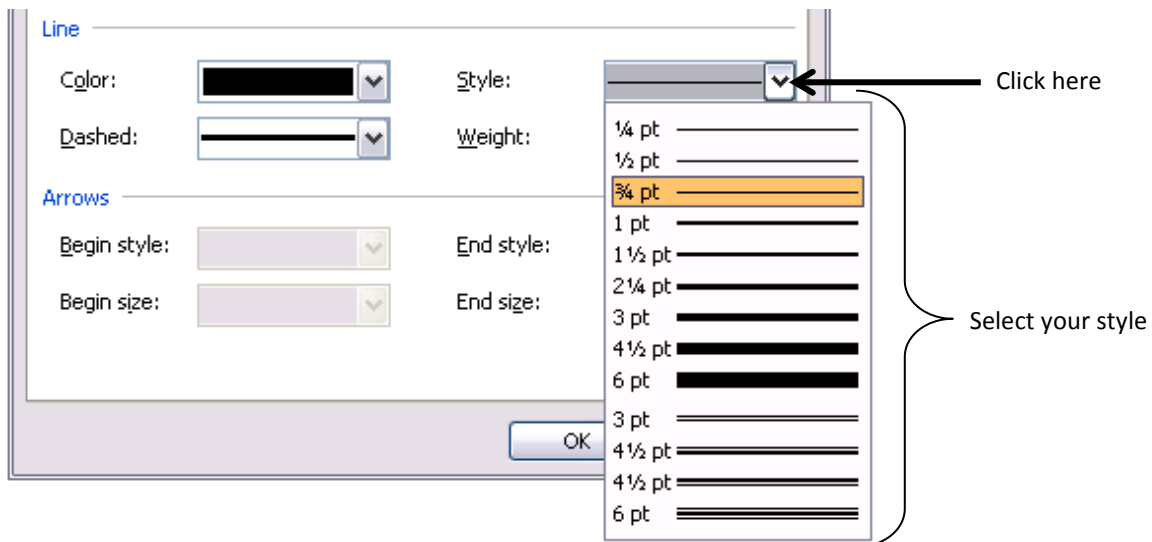 Line
Color: Style: Click here
Dashed: Weight:
¼ pt
½ pt
¾ pt
Arrows
1 pt
Begin style: End style:
1½ pt
2¼ pt
Begin size: End size:
3 pt
Select your style
4½ pt
6 pt
3 pt
OK
4½ pt
4½ pt
6 pt